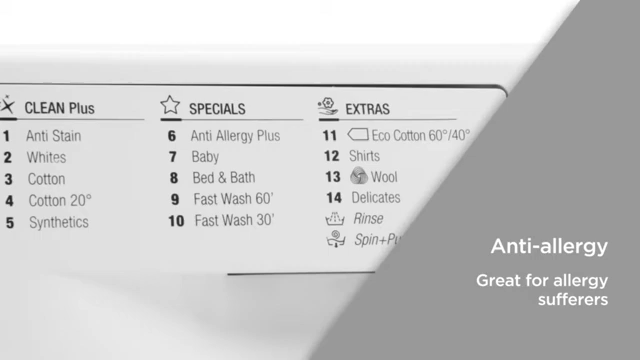 CLEAN Plus
1 Anti Stain
2 Whites
3 Cotton
4 Cotton 20°
5 Synthetics
SPECIALS
6 Anti Allergy Plus
7 Baby
8 Bed & Bath
9 Fast Wash 60'
10 Fast Wash 30'
EXTRAS
11 Eco Cotton 60°/40°
12 Shirts
13 Wool
14 Delicates
Rinse
Anti-allergy
Great for allergy
sufferers